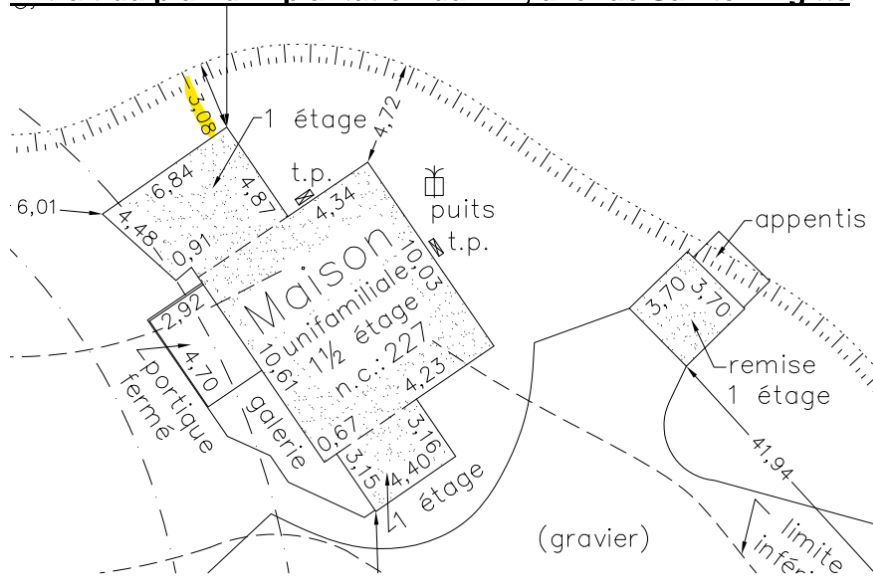 3,08
1 étage
4,72
6,84
t.p.
4,34
puits
6,01
4,48
4,87
t.p.
appentis
0,91
Maison
unifamiliale
1½ étage
n.c.: 227
10,03
3,70
3,70
2,92
remise
1 étage
4,70
portique
fermé
10,61
4,23
galerie
0,67
3,16
3,15
4,40
1 étage
41,94
(gravier)
limite